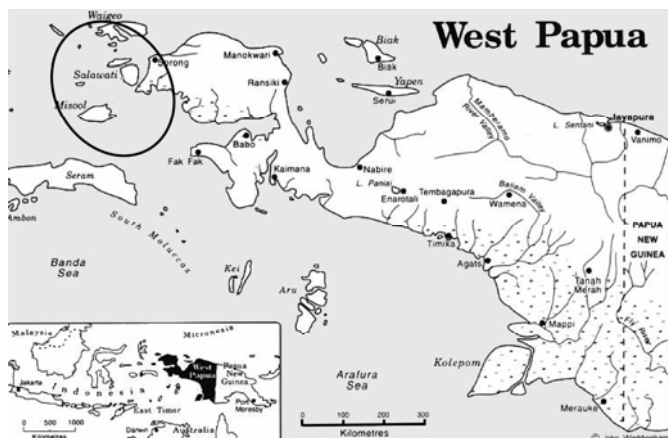 West Papua
Waigeo
Salawati
Misool
Sorong
Manokwari
Ransiki
Biak
Biak
Yapen
Serui
Mamberamo
River Valley
L. Sentani
Jayapura
Vanimo
Babo
Fak Fak
Kaimana
Nabire
L. Paniai
Enarotali
Tembagapura
Baliem Valley
Wamena
PAPUA
NEW
GUINEA
Seram
Ambon
South Moluccas
Banda
Sea
Timika
Agats
Tanah
Merah
Kei
Aru
Mappi
Fly River
Kolepom
Arafura
Sea
Merauke
0 100 200 300
Kilometres
Malaysia
Micronesia
West
Papua
Papua
New
Guinea
Jakarta
Indonesia
Port
Moresby
East Timor
0 500 1000
Kilometres
Darwin
Australia